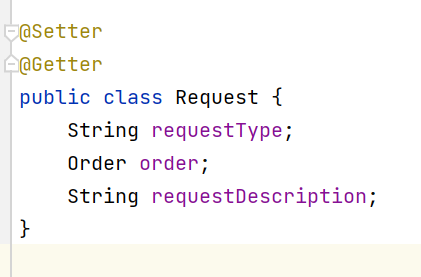 @Setter
@Getter
public class Request {
    String requestType;
    Order order;
    String requestDescription;
}